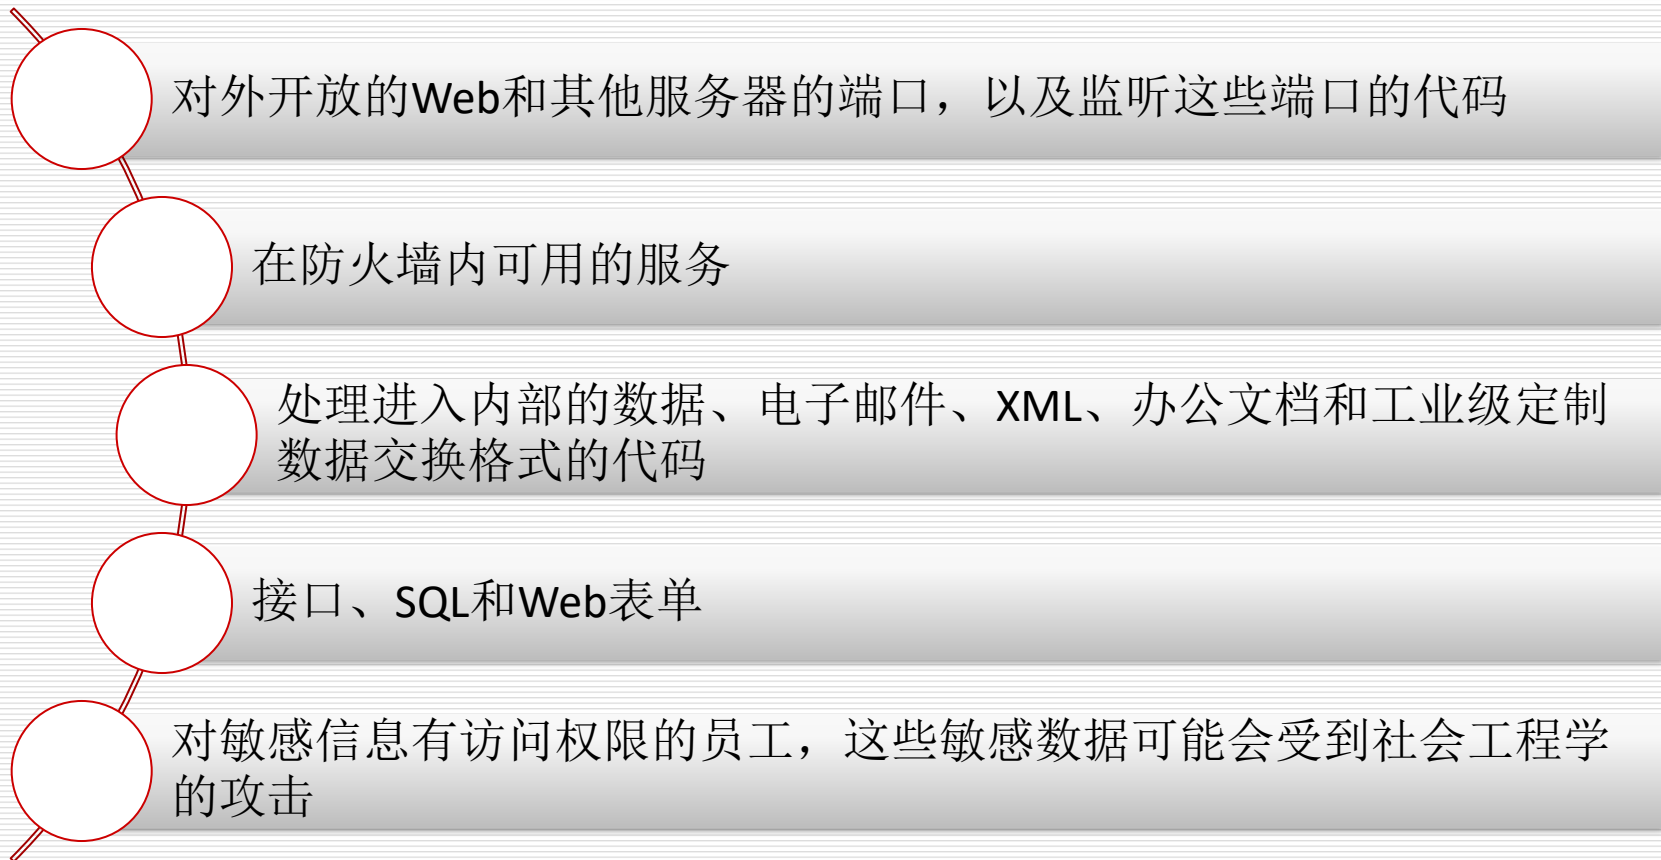 对外开放的Web和其他服务器的端口，以及监听这些端口的代码
在防火墙内可用的服务
处理进入内部的数据、电子邮件、XML、办公文档和工业级定制
数据交换格式的代码
接口、SQL和Web表单
对敏感信息有访问权限的员工，这些敏感数据可能会受到社会工程学
的攻击